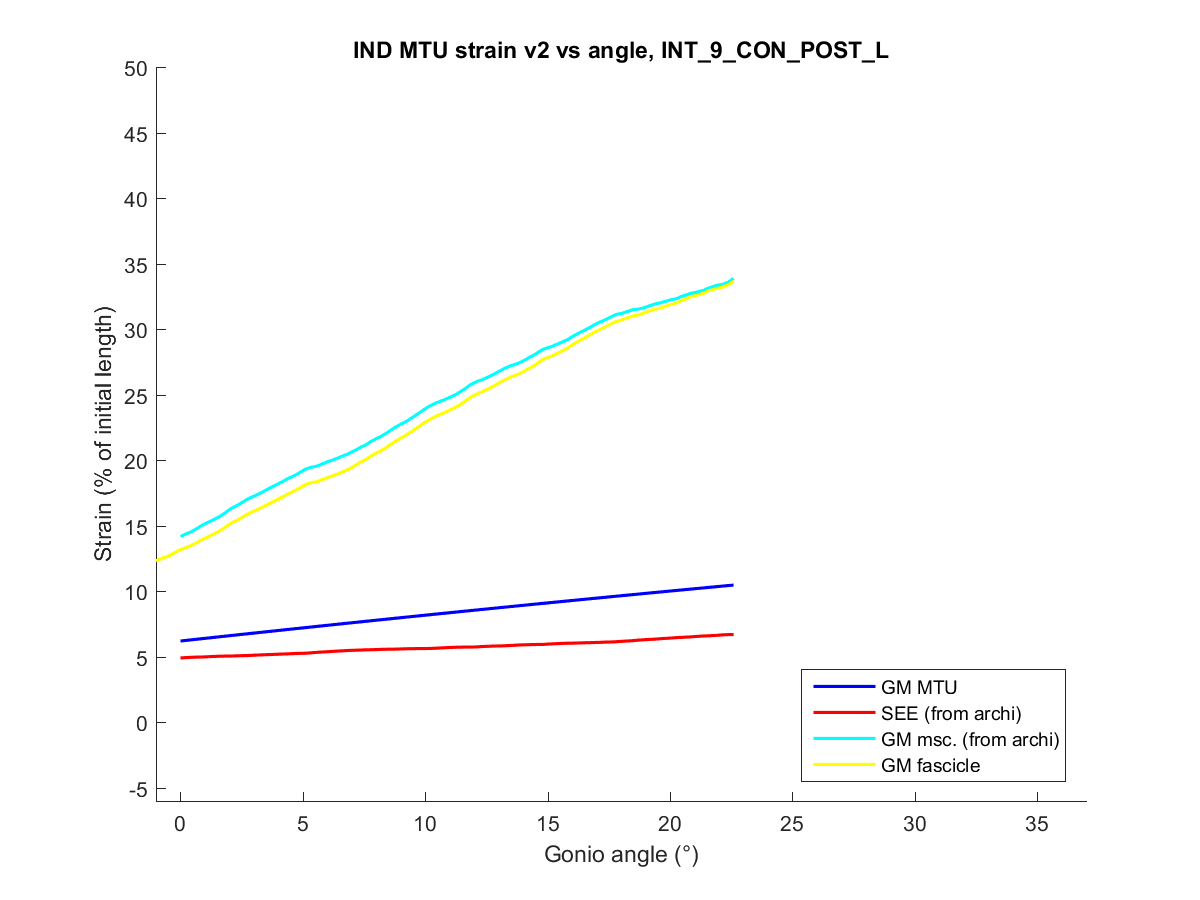 IND MTU strain v2 vs angle, INT_9_CON_POST_L
50
45
40
35
30
25
20
15
10
5
0
-5
Strain (% of initial length)
0 5 10 15 20 25 30 35
Gonio angle (°)
GM MTU
SEE (from archi)
GM msc. (from archi)
GM fascicle